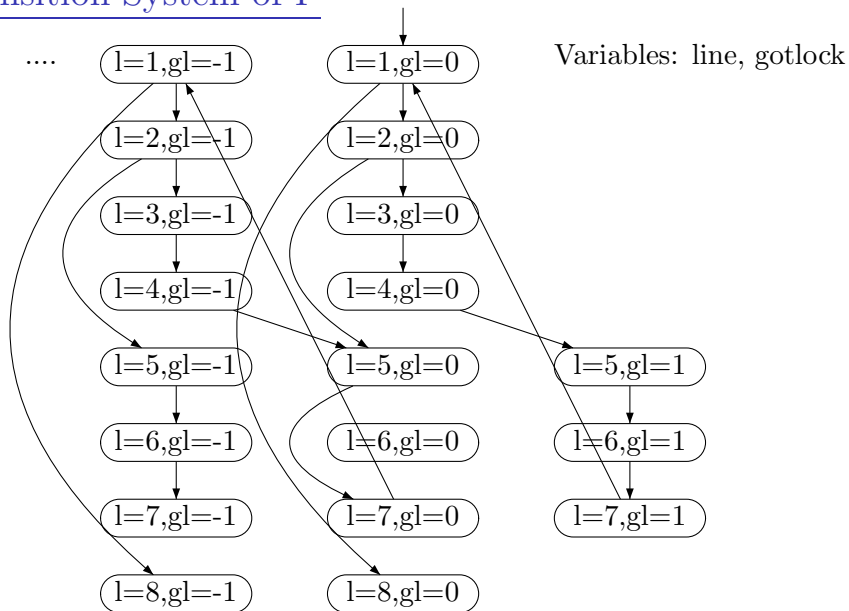 .... l=1,gl=-1 l=1,gl=0 Variables: line, gotlock
l=2,gl=-1 l=2,gl=0
l=3,gl=-1 l=3,gl=0
l=4,gl=-1 l=4,gl=0
l=5,gl=-1 l=5,gl=0 l=5,gl=1
l=6,gl=-1 l=6,gl=0 l=6,gl=1
l=7,gl=-1 l=7,gl=0 l=7,gl=1
l=8,gl=-1 l=8,gl=0